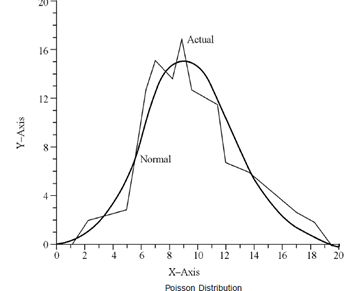 20
16
12
8
4
0
Y–Axis
Actual
Normal
0 2 4 6 8 10 12 14 16 18 20
X–Axis
Poisson Distribution